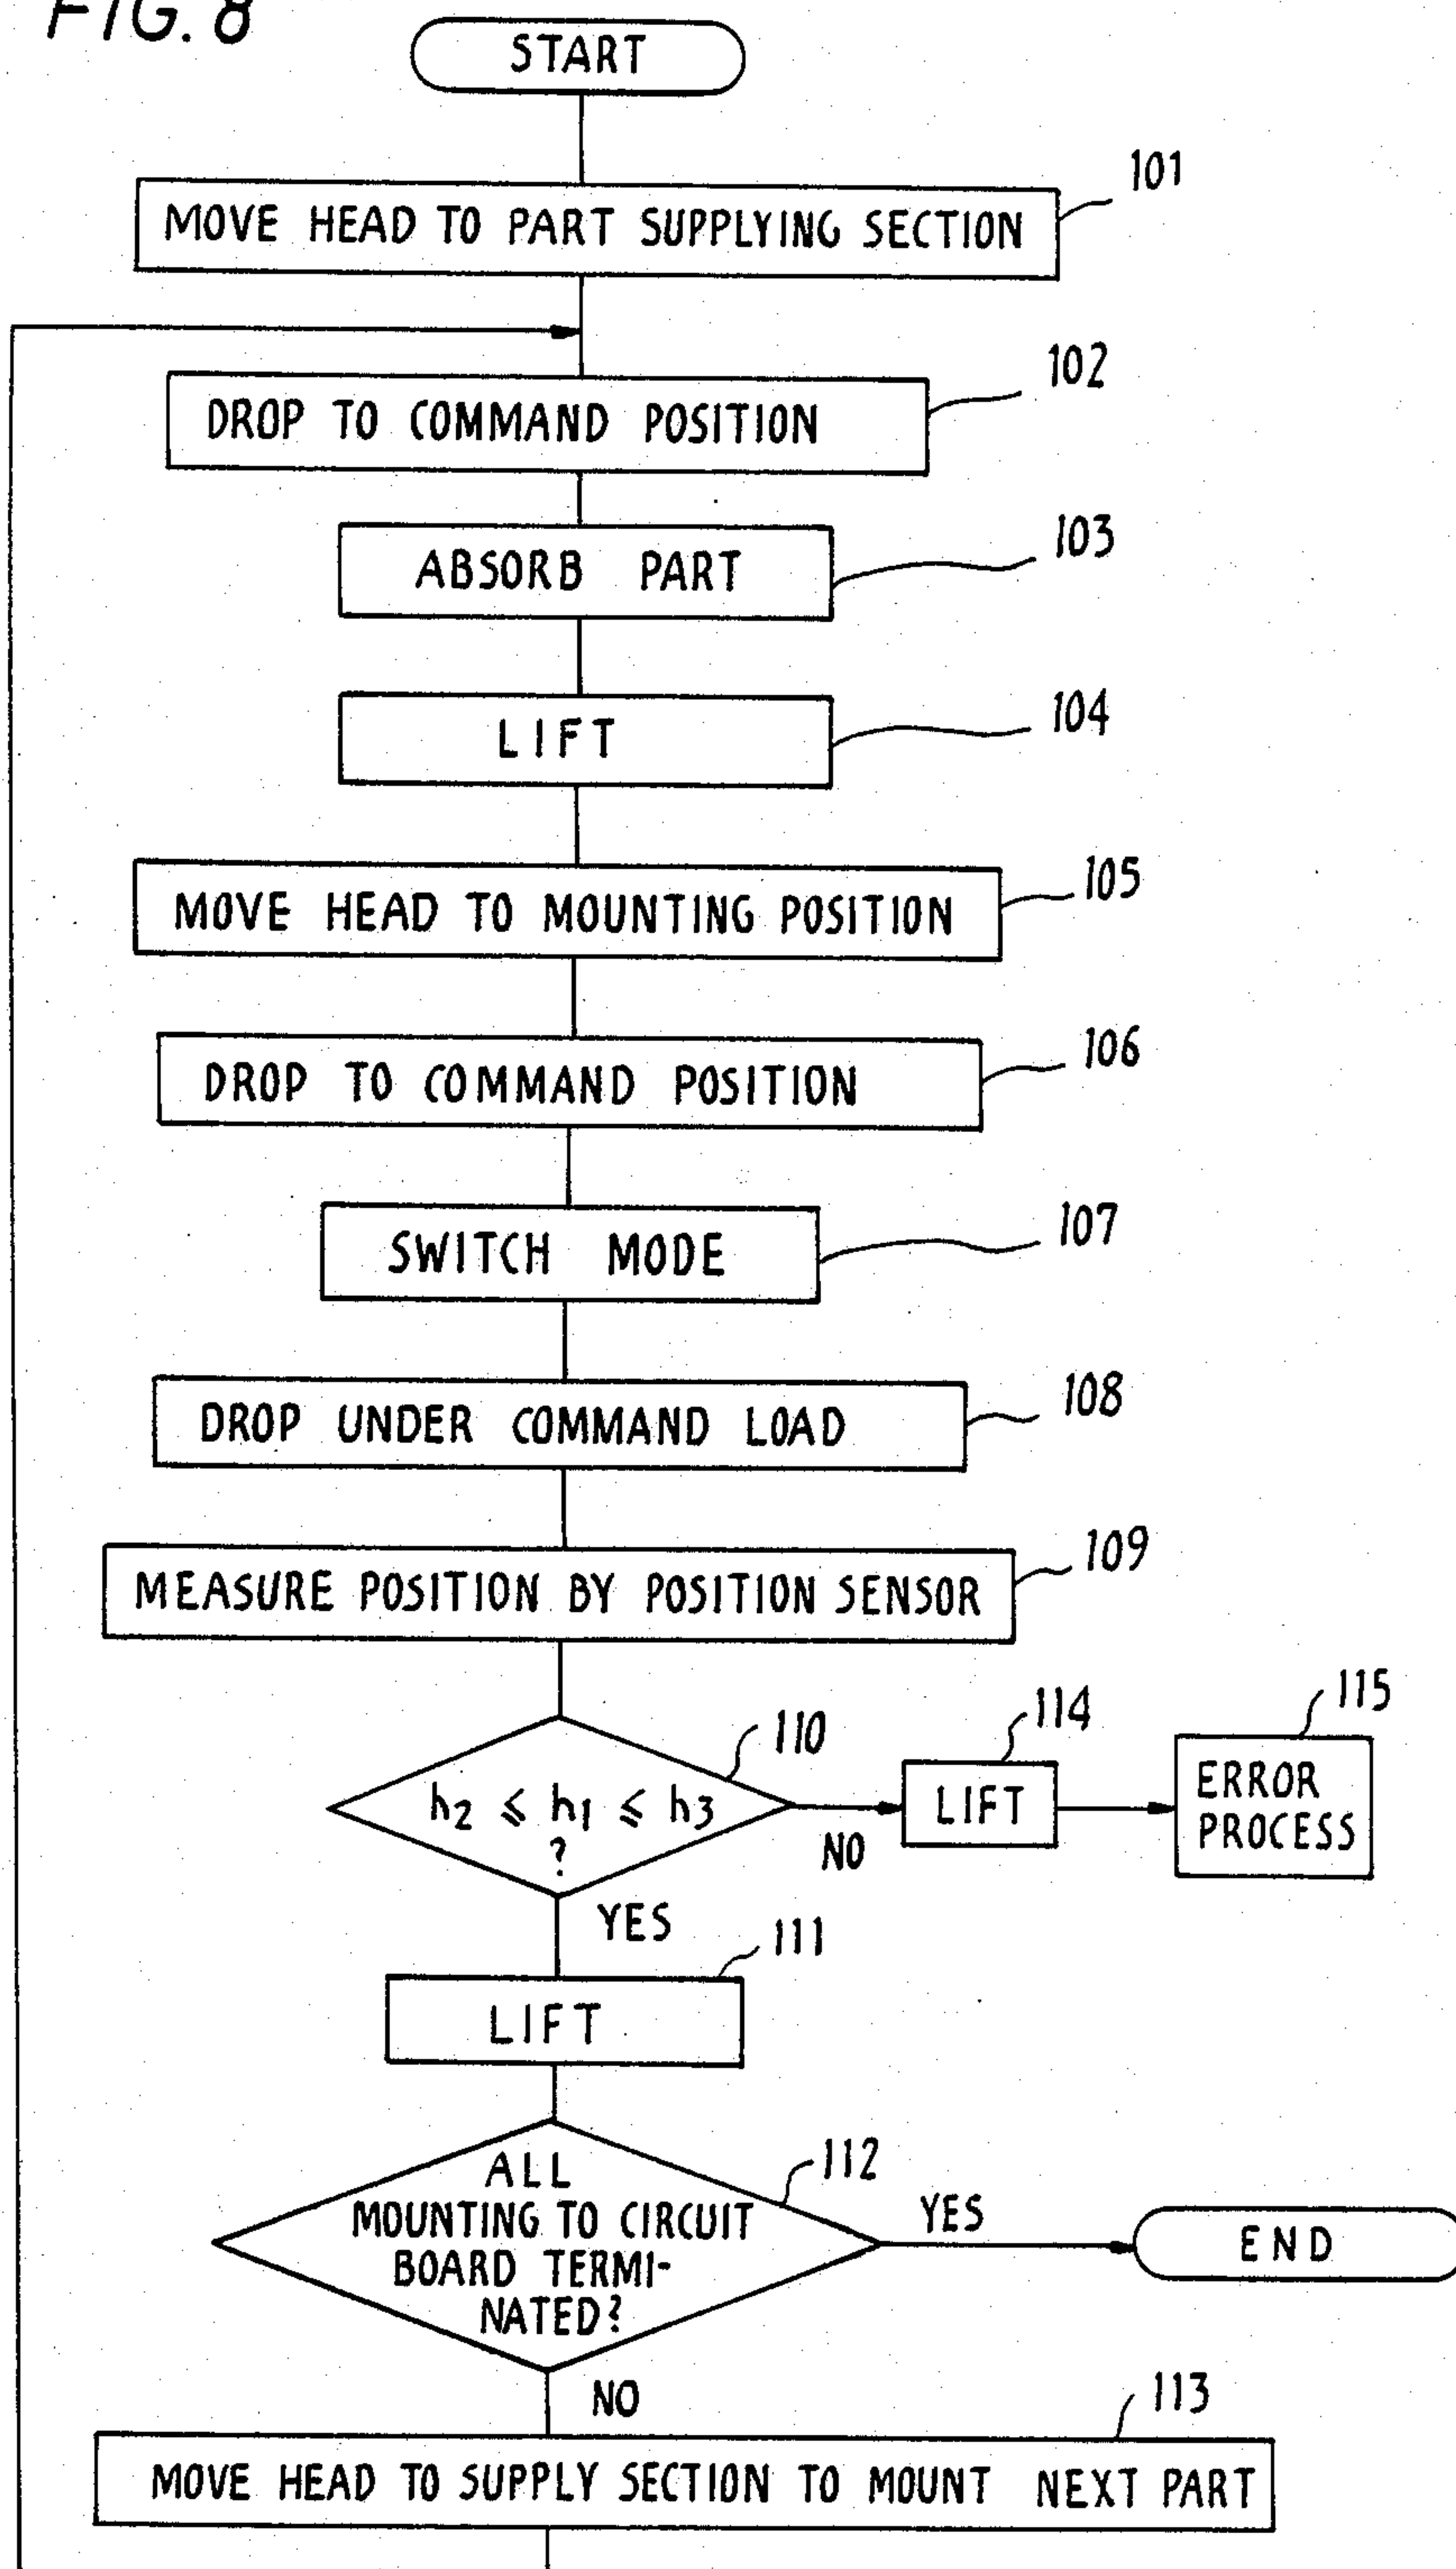 FIG. 8
START
101
MOVE HEAD TO PART SUPPLYING SECTION
102
DROP TO COMMAND POSITION
103
ABSORB PART
104
LIFT
105
MOVE HEAD TO MOUNTING POSITION
106
DROP TO COMMAND POSITION
107
SWITCH MODE
108
DROP UNDER COMMAND LOAD
109
MEASURE POSITION BY POSITION SENSOR
110
h2 ≤ h1 ≤ h3
?
NO
114
LIFT
115
ERROR
PROCESS
YES
111
LIFT
112
ALL
MOUNTING TO CIRCUIT
BOARD TERMI-
NATED?
YES
END
NO
113
MOVE HEAD TO SUPPLY SECTION TO MOUNT NEXT PART